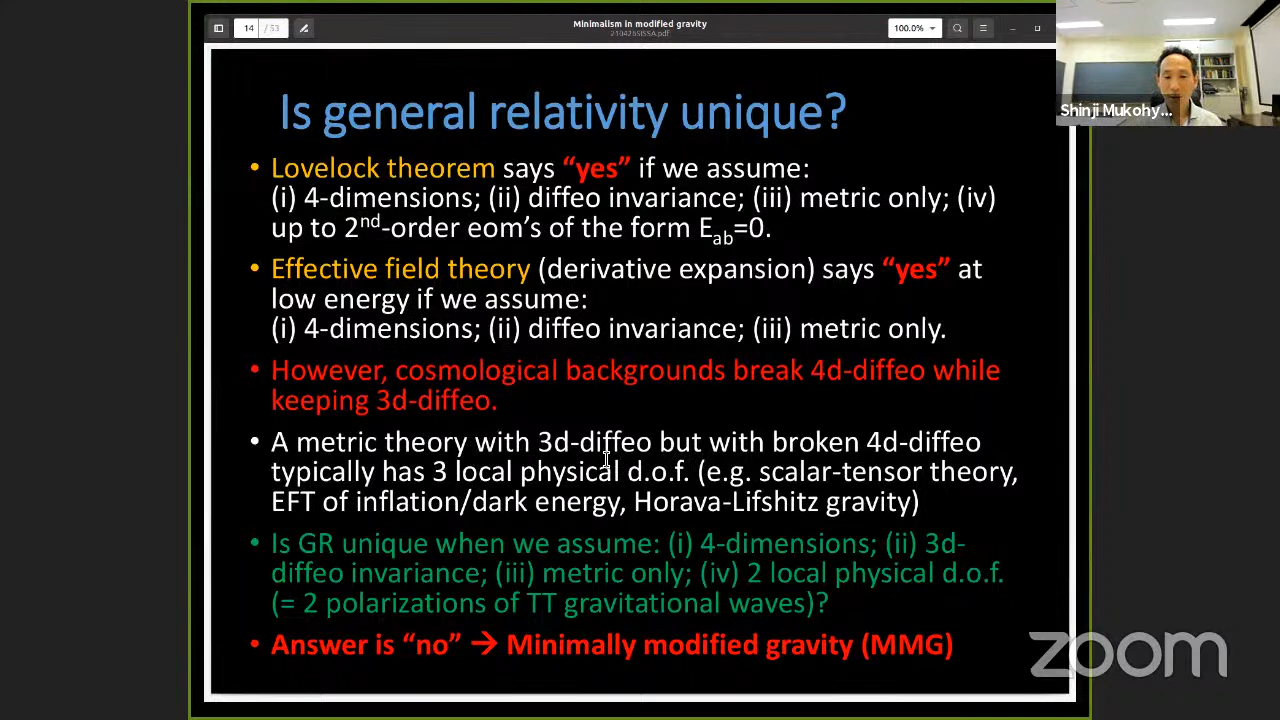 14 / 53
Minimalism in modified gravity
210426SISSA.pdf
100.0%
Shinji Mukohy...
Is general relativity unique?
• Lovelock theorem says “yes” if we assume:
(i) 4-dimensions; (ii) diffeo invariance; (iii) metric only; (iv)
up to 2nd-order eom’s of the form Eab=0.
• Effective field theory (derivative expansion) says “yes” at
low energy if we assume:
(i) 4-dimensions; (ii) diffeo invariance; (iii) metric only.
• However, cosmological backgrounds break 4d-diffeo while
keeping 3d-diffeo.
• A metric theory with 3d-diffeo but with broken 4d-diffeo
typically has 3 local physical d.o.f. (e.g. scalar-tensor theory,
EFT of inflation/dark energy, Horava-Lifshitz gravity)
• Is GR unique when we assume: (i) 4-dimensions; (ii) 3d-
diffeo invariance; (iii) metric only; (iv) 2 local physical d.o.f.
(= 2 polarizations of TT gravitational waves)?
• Answer is “no” → Minimally modified gravity (MMG)
zoom